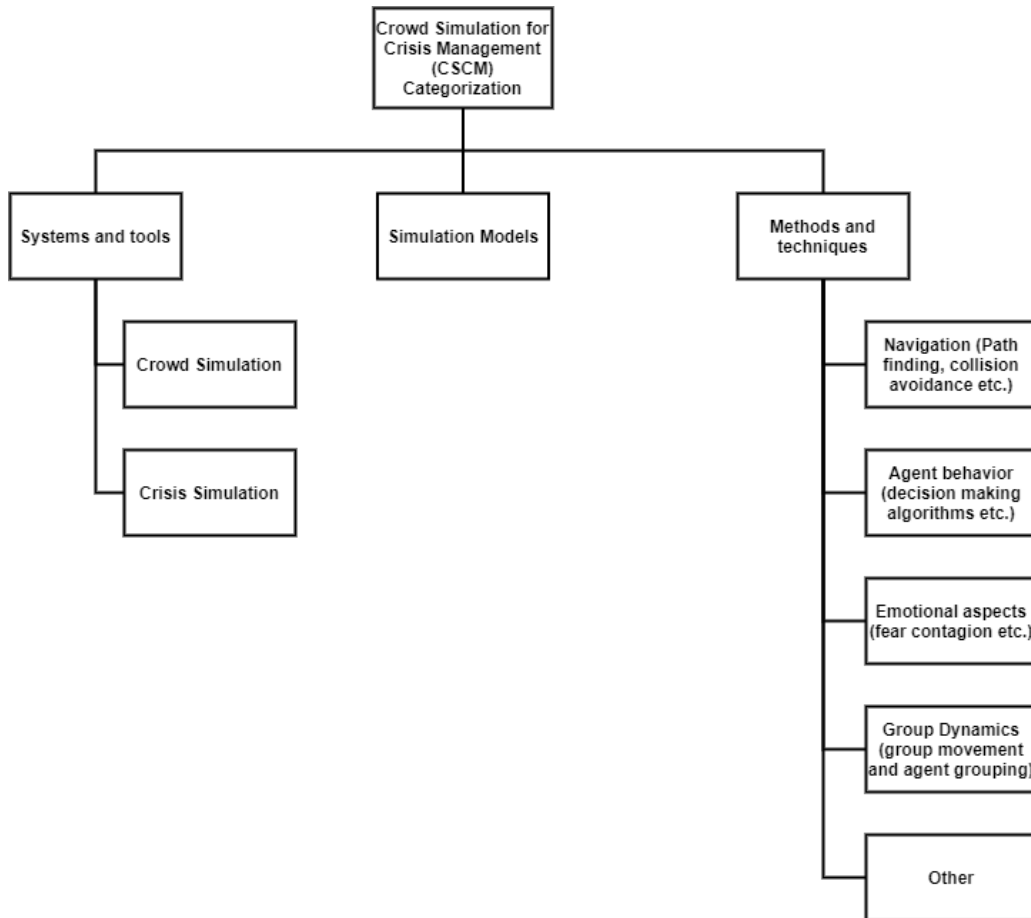 Crowd Simulation for
Crisis Management
(CSCM)
Categorization
Systems and tools
Simulation Models
Methods and
techniques
Crowd Simulation
Crisis Simulation
Navigation (Path
finding, collision
avoidance etc.)
Agent behavior
(decision making
algorithms etc.)
Emotional aspects
(fear contagion etc.)
Group Dynamics
(group movement
and agent grouping)
Other